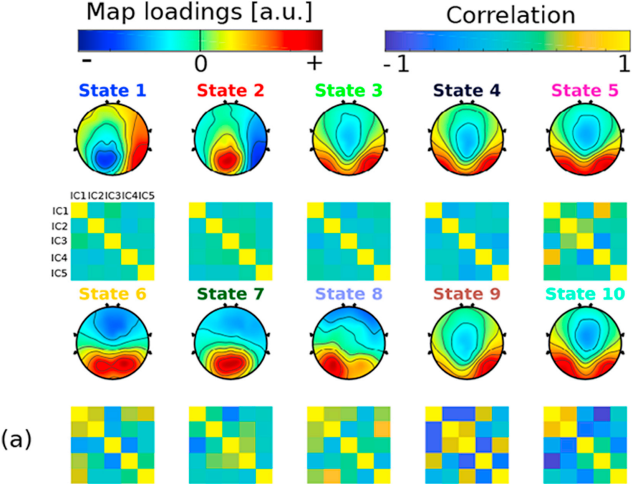 Map loadings [a.u.] Correlation
- 0 + -1 1
State 1 State 2 State 3 State 4 State 5
IC1 IC2 IC3 IC4 IC5
IC1
IC2
IC3
IC4
IC5
State 6 State 7 State 8 State 9 State 10
(a)